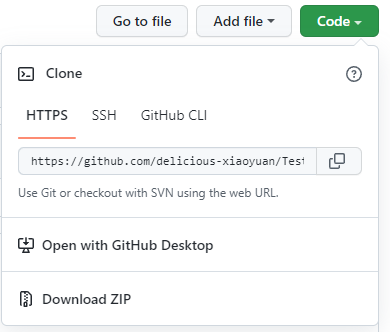 Go to file Add file Code
Clone
HTTPS SSH GitHub CLI
https://github.com/delicious-xiaoyuan/Test
Use Git or checkout with SVN using the web URL.
Open with GitHub Desktop
Download ZIP